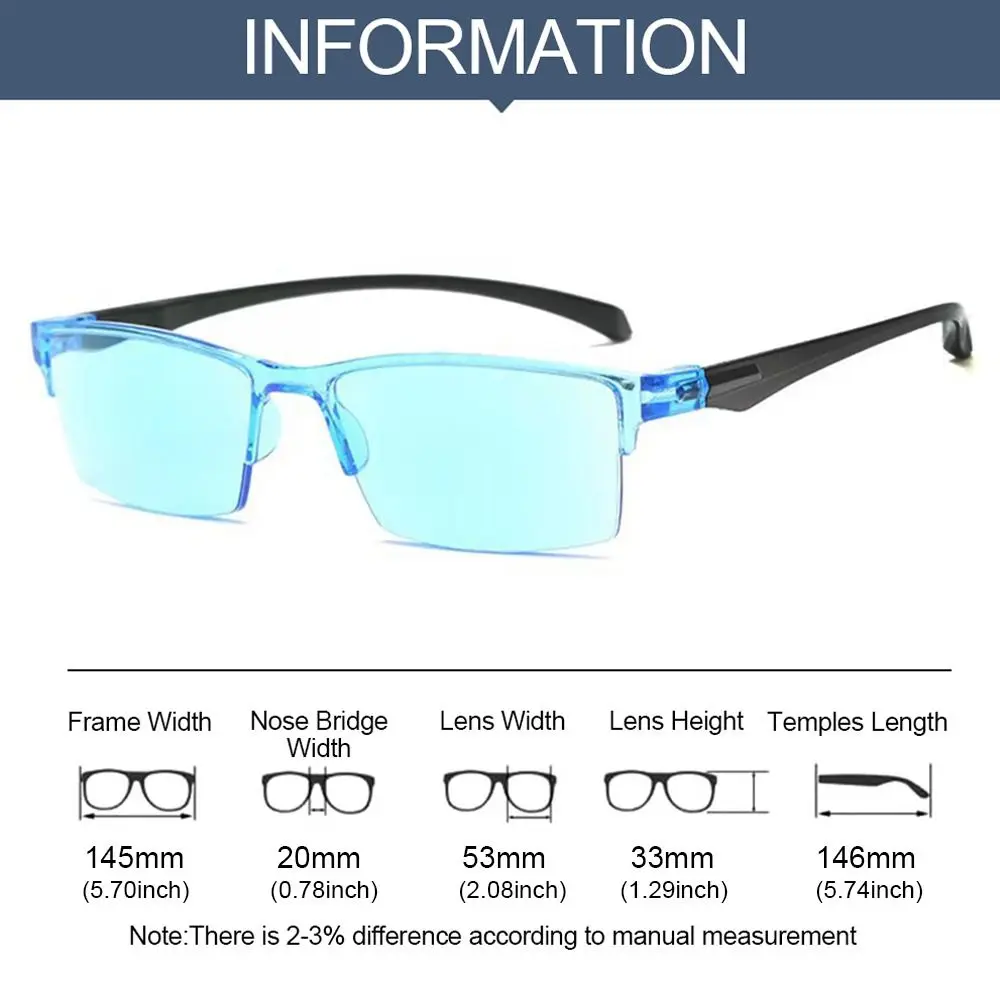 INFORMATION
Frame Width
Nose Bridge Width
Lens Width
Lens Height
Temples Length
145mm
(5.70inch)
20mm
(0.78inch)
53mm
(2.08inch)
33mm
(1.29inch)
146mm
(5.74inch)
Note:There is 2-3% difference according to manual measurement